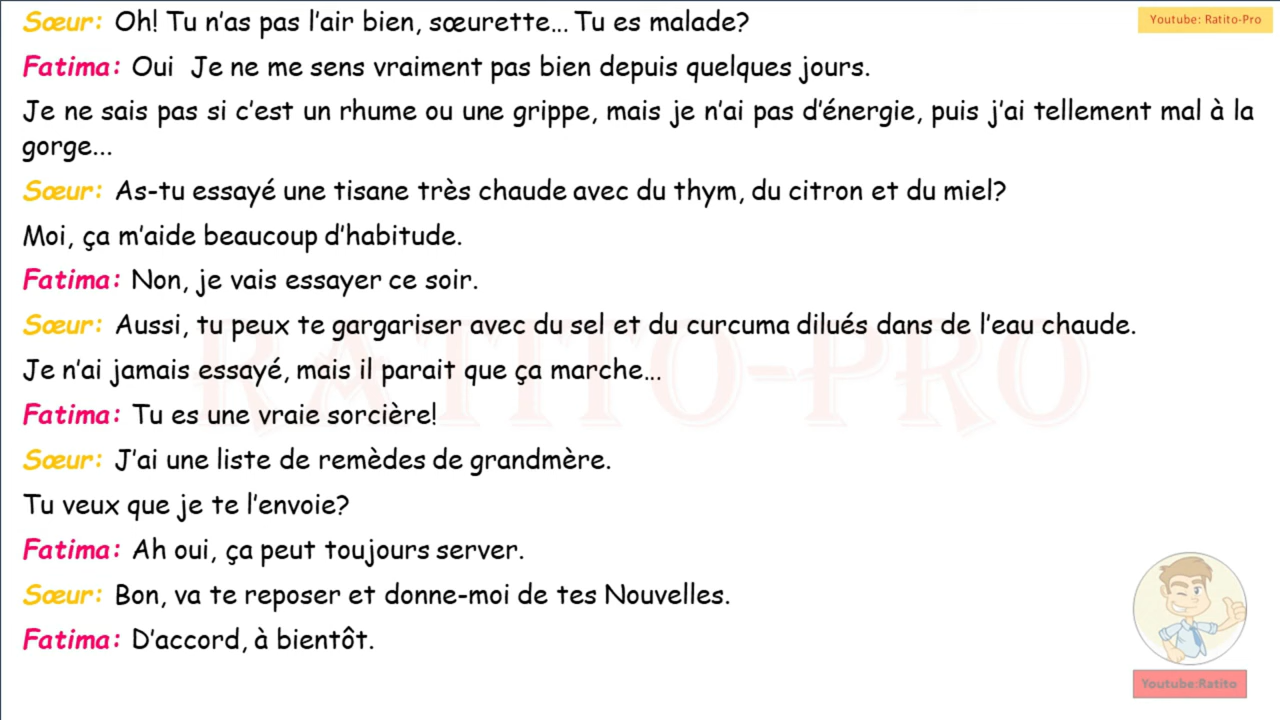 Sœur: Oh! Tu n'as pas l'air bien, sœurette... Tu es malade?
Youtube: Ratito-Pro
Fatima: Oui Je ne me sens vraiment pas bien depuis quelques jours.
Je ne sais pas si c'est un rhume ou une grippe, mais je n'ai pas d'énergie, puis j'ai tellement mal à la
gorge...
Sœur: As-tu essayé une tisane très chaude avec du thym, du citron et du miel?
Moi, ça m'aide beaucoup d'habitude.
Fatima: Non, je vais essayer ce soir.
Sœur: Aussi, tu peux te gargariser avec du sel et du curcuma dilués dans de l'eau chaude.
Je n'ai jamais essayé, mais il parait que ça marche...
RATITO-PRO
Fatima: Tu es une vraie sorcière!
Sœur: J'ai une liste de remèdes de grandmère.
Tu veux que je te l'envoie?
Fatima: Ah oui, ça peut toujours server.
Sœur: Bon, va te reposer et donne-moi de tes Nouvelles.
Fatima: D'accord, à bientôt.
Youtube:Ratito